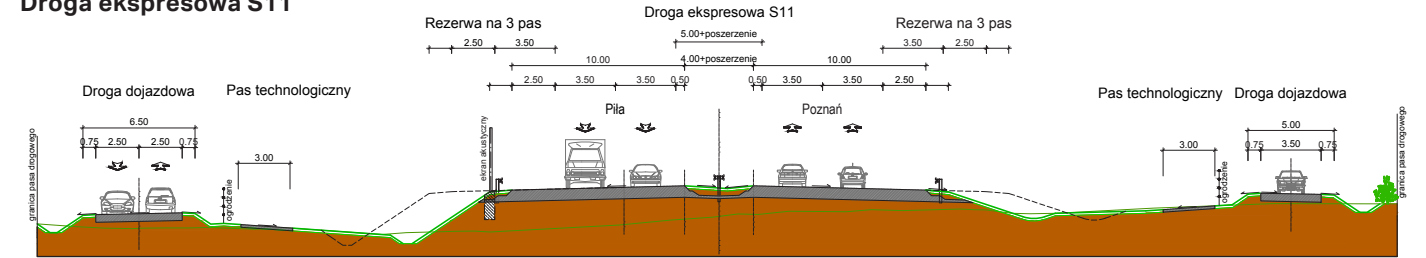 Droga ekspresowa S11
Droga ekspresowa S11
Rezerwa na 3 pas
Rezerwa na 3 pas
5.00+poszerzenie
2.50
3.50
3.50
2.50
10.00
4.00+poszerzenie
10.00
2.50
3.50
3.50
0.50
0.50
3.50
3.50
2.50
Droga dojazdowa
Pas technologiczny
Piła
Poznań
Pas technologiczny
Droga dojazdowa
6.50
5.00
0.75
2.50
2.50
0.75
3.00
3.00
0.75
3.50
0.75
granica pasa drogowego
ogrodzenie
ekran akustyczny
ogrodzenie
granica pasa drogowego